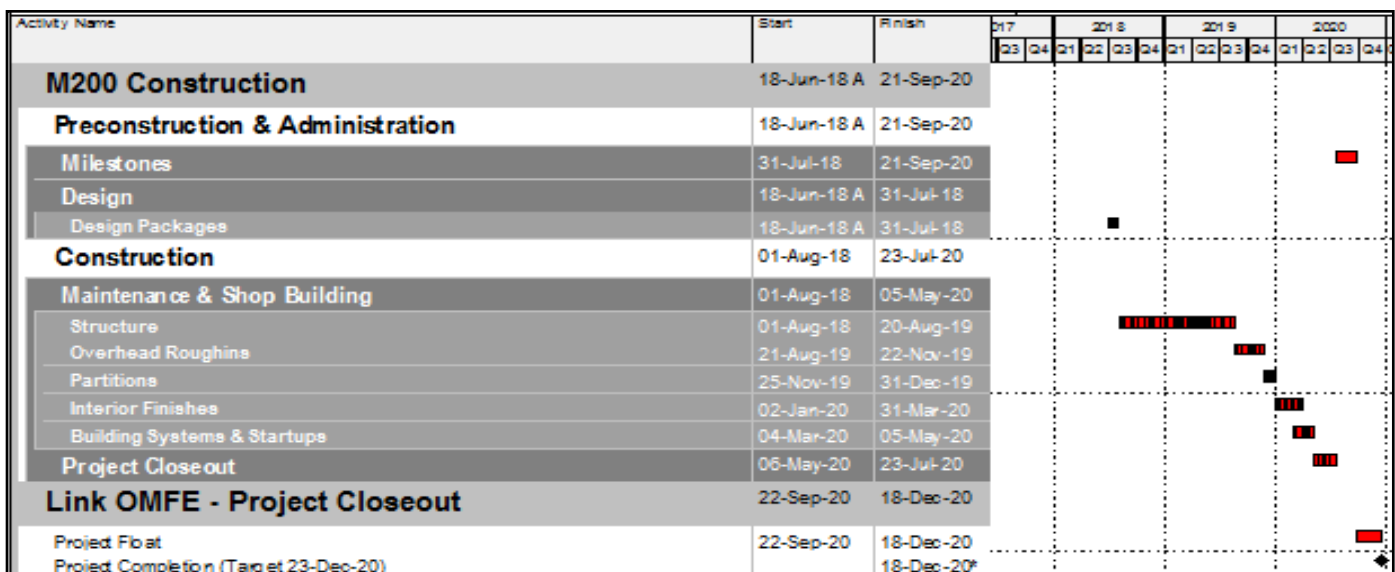 Activity Name Start Finish 017 2018 2019 2020
Q3 Q4 Q1 Q2 Q3 Q4 Q1 Q2 Q3 Q4 Q1 Q2 Q3 Q4
M200 Construction 18-Jun-18 A 21-Sep-20
Preconstruction & Administration 18-Jun-18 A 21-Sep-20
Milestones 31-Jul-18 21-Sep-20
Design 18-Jun-18 A 31-Jul-18
Design Packages 18-Jun-18 A 31-Jul-18
Construction 01-Aug-18 23-Jul-20
Maintenance & Shop Building 01-Aug-18 05-May-20
Structure 01-Aug-18 20-Aug-19
Overhead Roughins 21-Aug-19 22-Nov-19
Partitions 25-Nov-19 31-Dec-19
Interior Finishes 02-Jan-20 31-Mar-20
Building Systems & Startups 04-Mar-20 05-May-20
Project Closeout 06-May-20 23-Jul-20
Link OMFE - Project Closeout 22-Sep-20 18-Dec-20
Project Float 22-Sep-20 18-Dec-20
Project Completion (Target 23-Dec-20) 18-Dec-20*